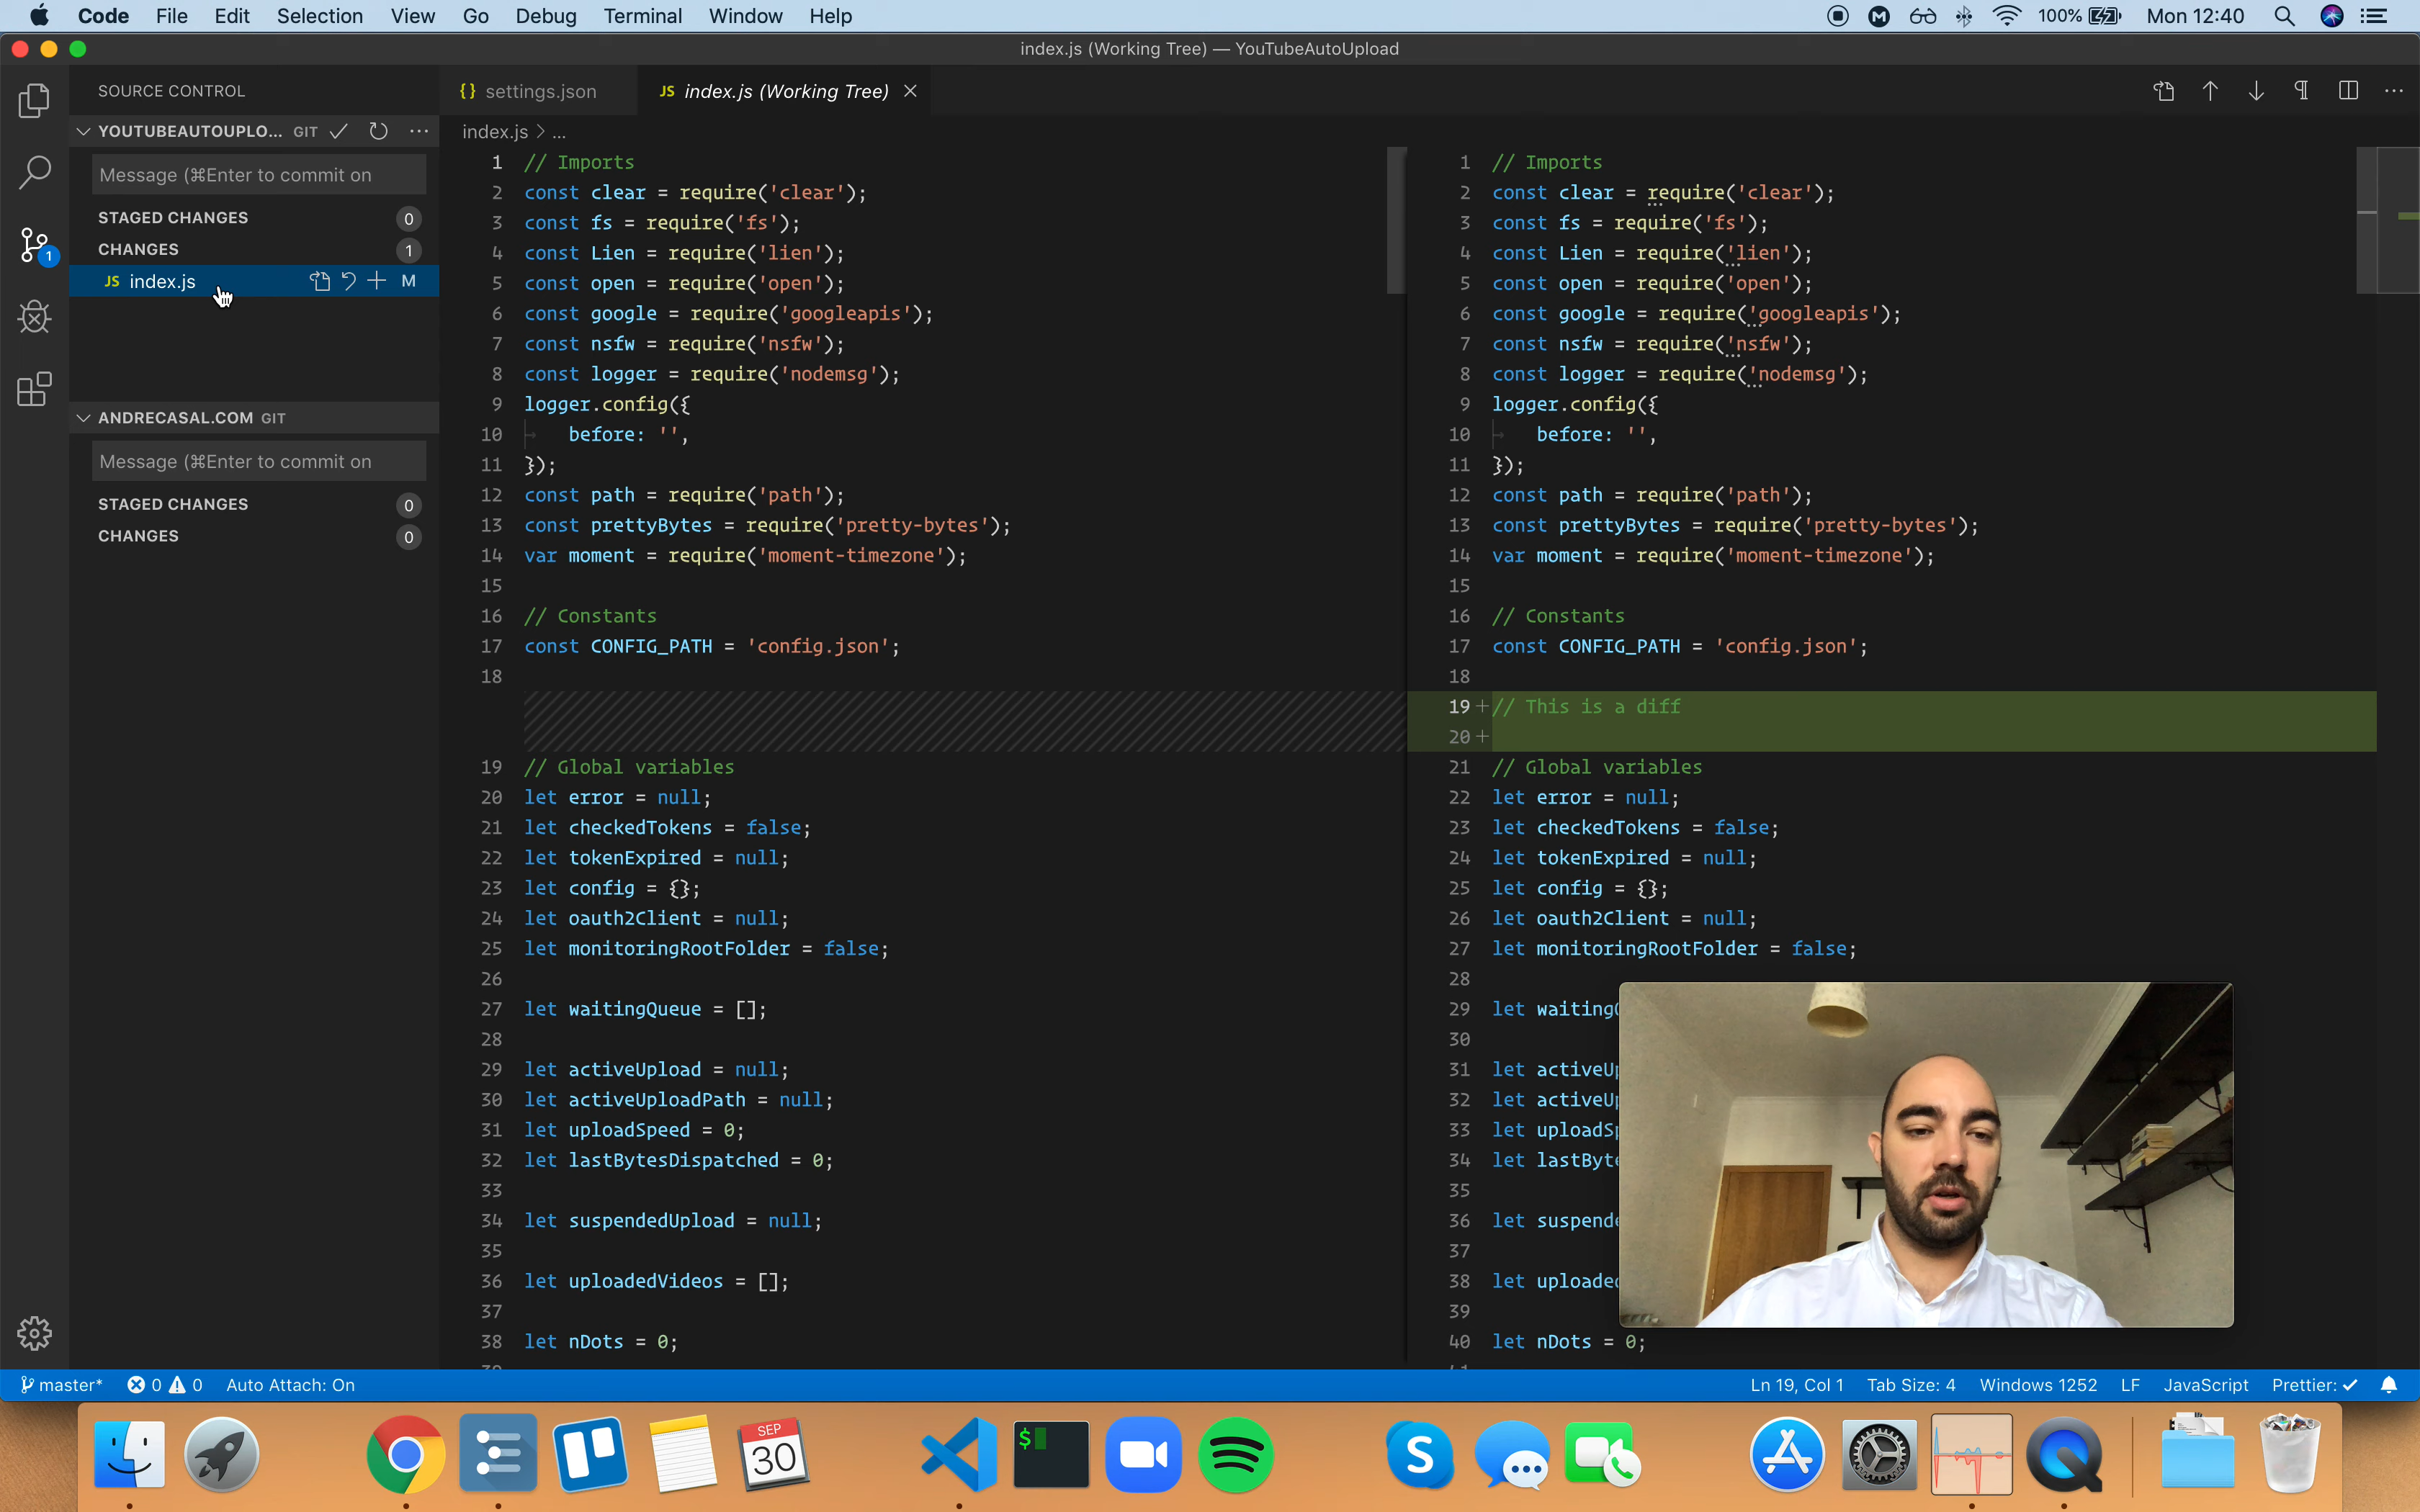 Code File Edit Selection View Go Debug Terminal Window Help 100% Mon 12:40
index.js (Working Tree) — YouTubeAutoUpload
SOURCE CONTROL
YOUTUBEAUTOUPLO... GIT
Message (⌘Enter to commit on
STAGED CHANGES 0
CHANGES 1
JS index.js M
ANDRECASAL.COM GIT
Message (⌘Enter to commit on
STAGED CHANGES 0
CHANGES 0
1
{} settings.json JS index.js (Working Tree)
index.js > ...
1 // Imports
2 const clear = require('clear');
3 const fs = require('fs');
4 const Lien = require('lien');
5 const open = require('open');
6 const google = require('googleapis');
7 const nsfw = require('nsfw');
8 const logger = require('nodemsg');
9 logger.config({
10 before: '',
11 });
12 const path = require('path');
13 const prettyBytes = require('pretty-bytes');
14 var moment = require('moment-timezone');
15
16 // Constants
17 const CONFIG_PATH = 'config.json';
18
19 // Global variables
20 let error = null;
21 let checkedTokens = false;
22 let tokenExpired = null;
23 let config = {};
24 let oauth2Client = null;
25 let monitoringRootFolder = false;
26
27 let waitingQueue = [];
28
29 let activeUpload = null;
30 let activeUploadPath = null;
31 let uploadSpeed = 0;
32 let lastBytesDispatched = 0;
33
34 let suspendedUpload = null;
35
36 let uploadedVideos = [];
37
38 let nDots = 0;
1 // Imports
2 const clear = require('clear');
3 const fs = require('fs');
4 const Lien = require('lien');
5 const open = require('open');
6 const google = require('googleapis');
7 const nsfw = require('nsfw');
8 const logger = require('nodemsg');
9 logger.config({
10 before: '',
11 });
12 const path = require('path');
13 const prettyBytes = require('pretty-bytes');
14 var moment = require('moment-timezone');
15
16 // Constants
17 const CONFIG_PATH = 'config.json';
18
19 + // This is a diff
20 +
21 // Global variables
22 let error = null;
23 let checkedTokens = false;
24 let tokenExpired = null;
25 let config = {};
26 let oauth2Client = null;
27 let monitoringRootFolder = false;
28
29 let waiting
30
31 let activeUp
32 let activeUp
33 let uploadSp
34 let lastByte
35
36 let suspende
37
38 let uploaded
39
40 let nDots = 0;
master* 0 0 Auto Attach: On Ln 19, Col 1 Tab Size: 4 Windows 1252 LF JavaScript Prettier: ✓
SEP
30
$
S